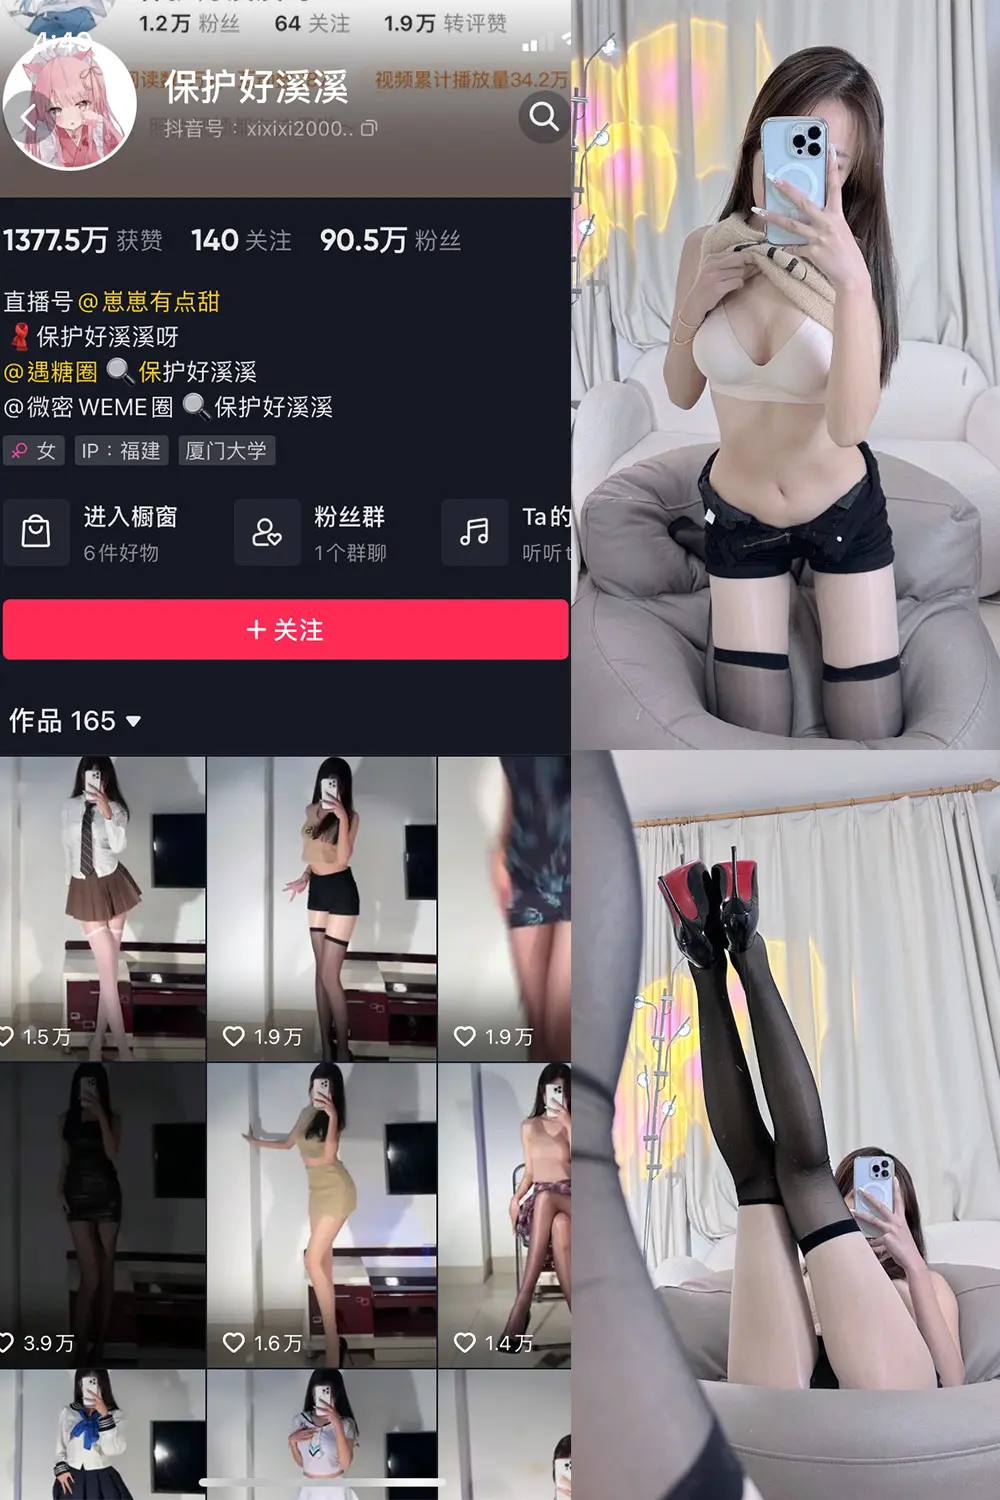 1.2万 粉丝 64 关注 1.9万 转评赞
4:49
视频累计播放量34.2万
保护好溪溪
抖音号：xixixi2000..
1377.5万 获赞 140 关注 90.5万 粉丝
直播号 @崽崽有点甜
保护好溪溪呀
@遇糖圈 保护好溪溪
@微密 WEME圈 保护好溪溪
女 IP：福建 厦门大学
进入橱窗 粉丝群 Ta的
6件好物 1个群聊 听听
+ 关注
作品 165
1.5万 1.9万 1.9万
3.9万 1.6万 1.4万